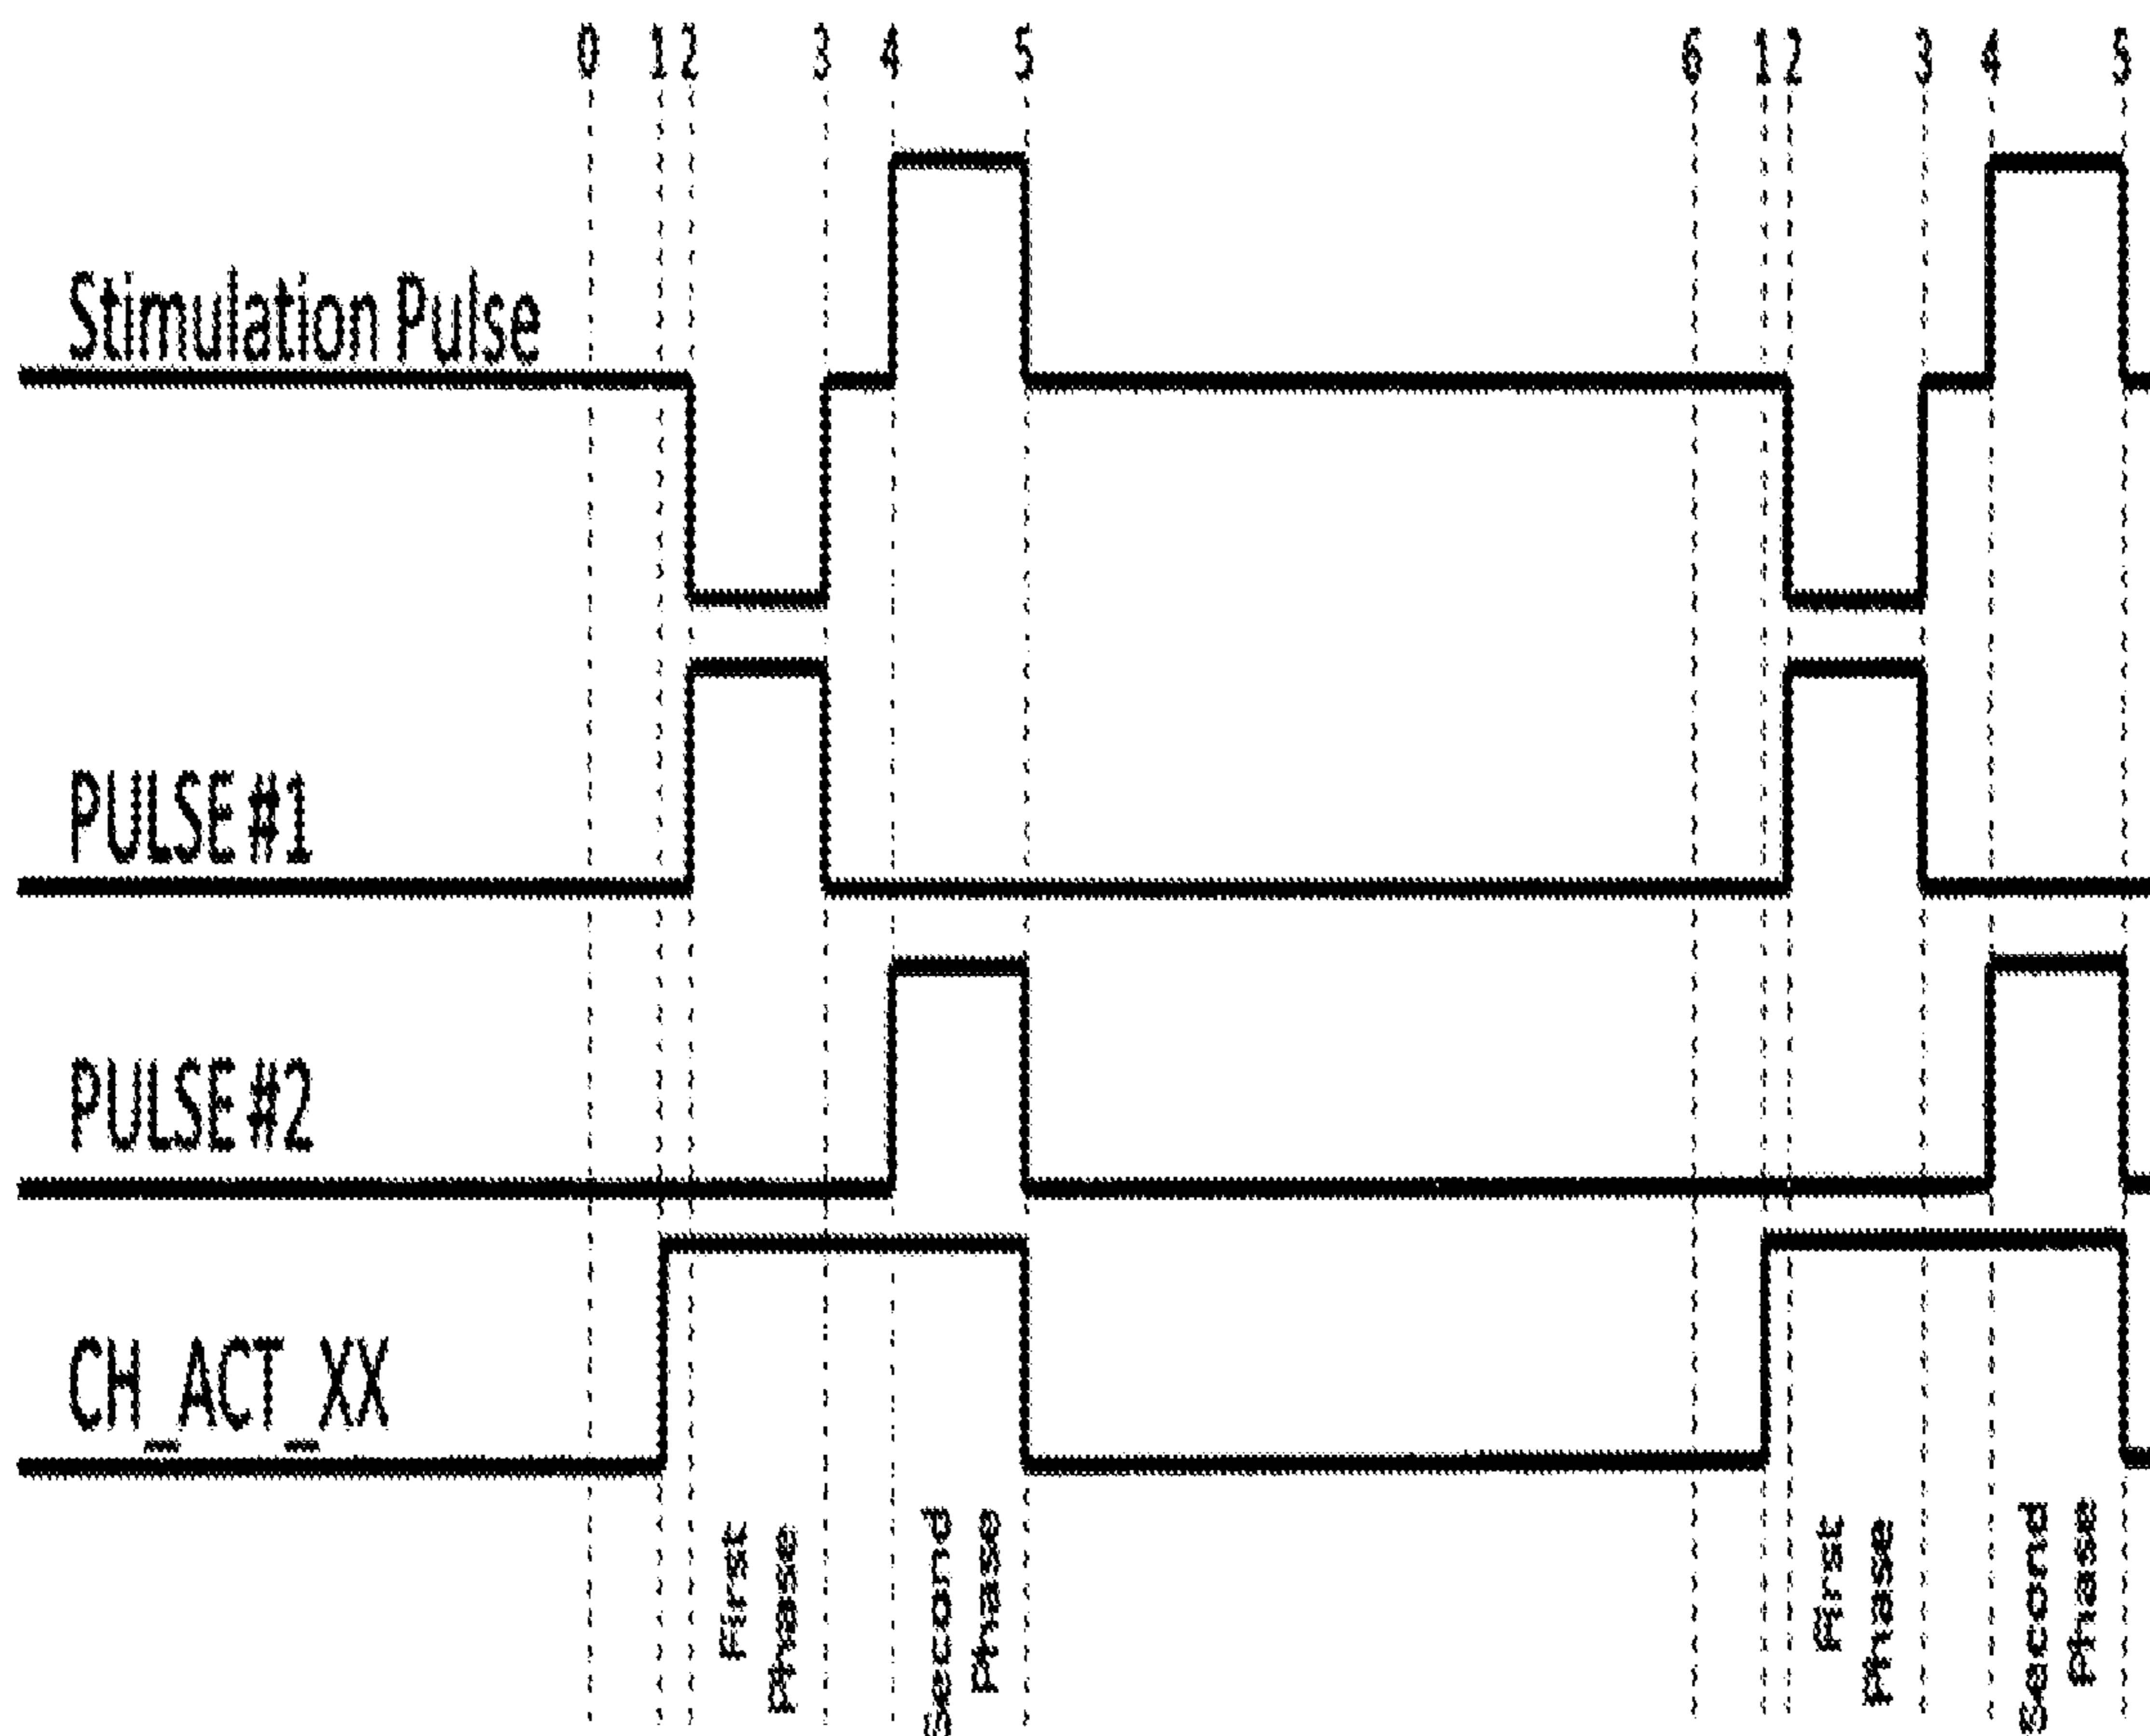 0 1 2 3 4 5 6 1 2 3 4 5
Stimulation Pulse
PULSE #1
PULSE #2
CH_ACT_XX
First
Phase
Second
Phase
First
Phase
Second
Phase